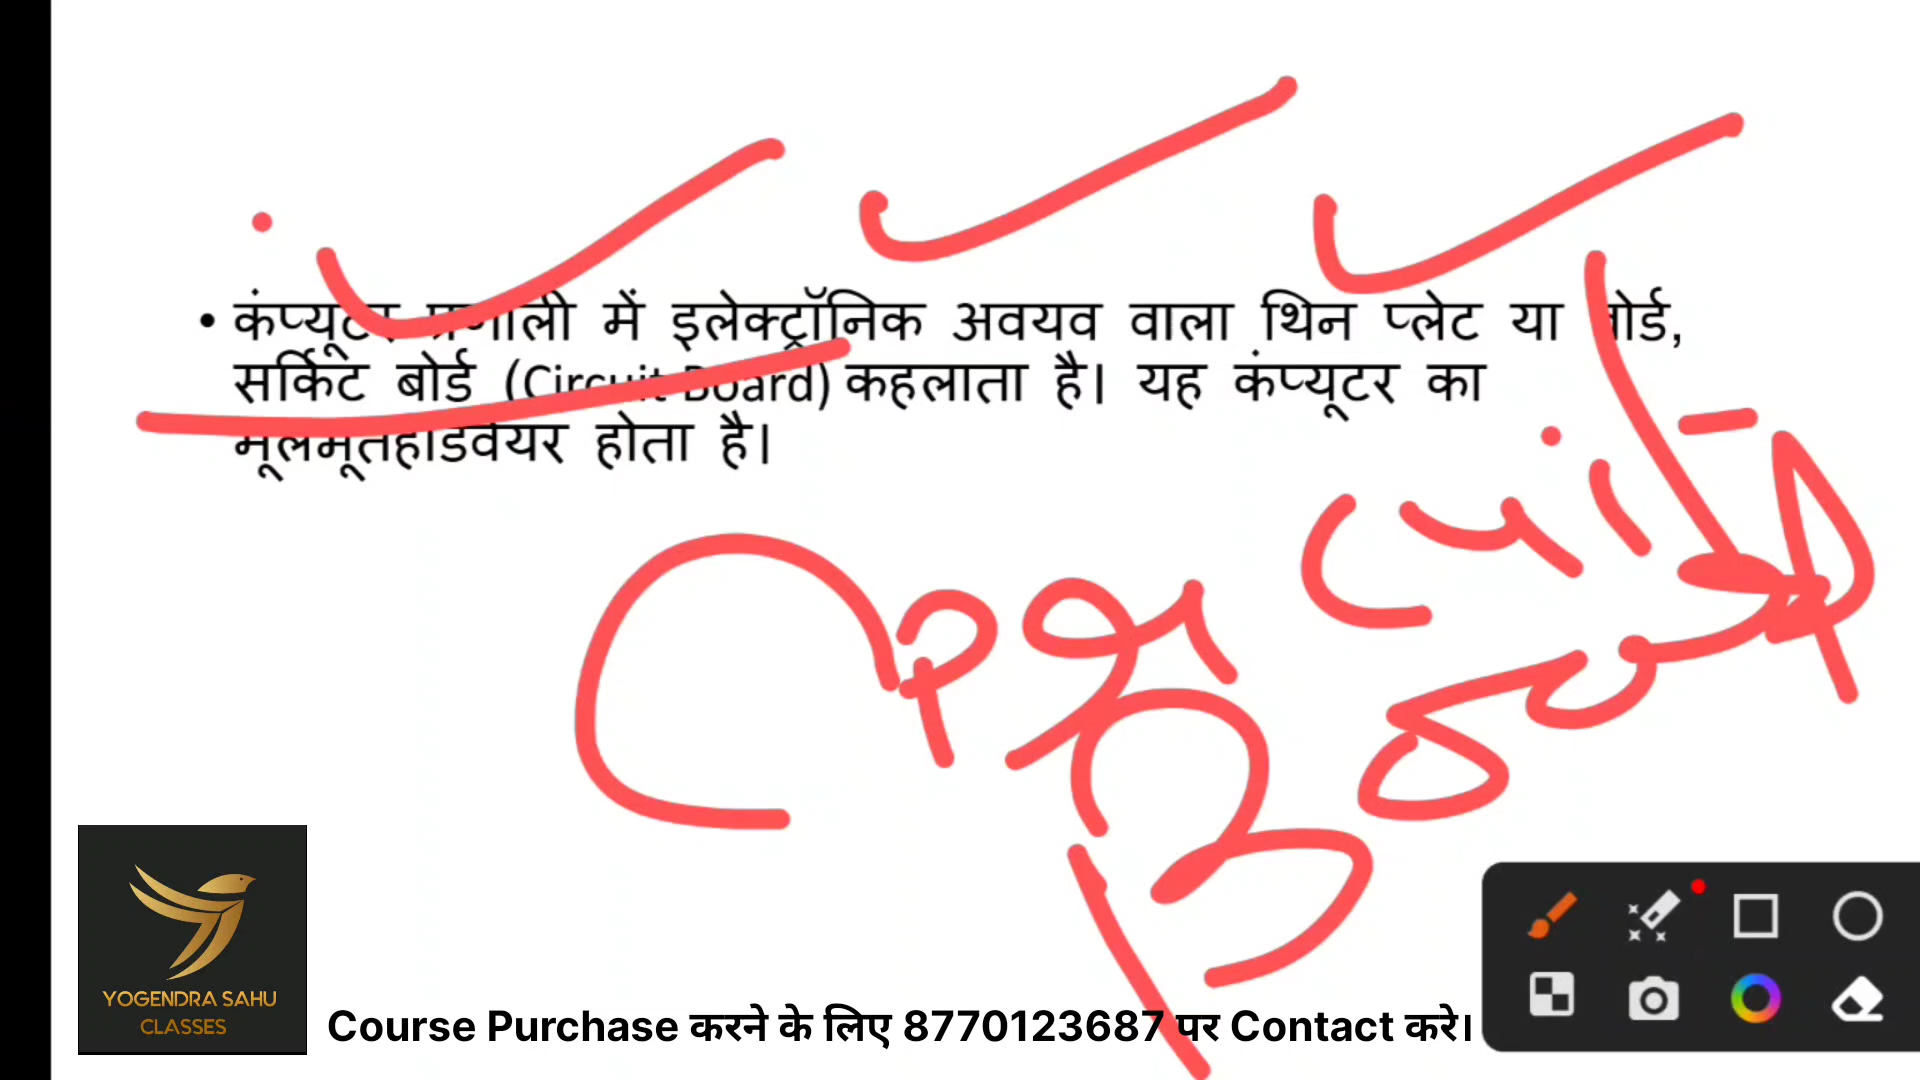 • कंप्यूटर प्रणाली में इलेक्ट्रॉनिक अवयव वाला थिन प्लेट या बोर्ड,
सर्किट बोर्ड (Circuit Board) कहलाता है। यह कंप्यूटर का
मूलभूतहार्डवेयर होता है।
YOGENDRA SAHU
CLASSES
Course Purchase करने के लिए 8770123687 पर Contact करे।